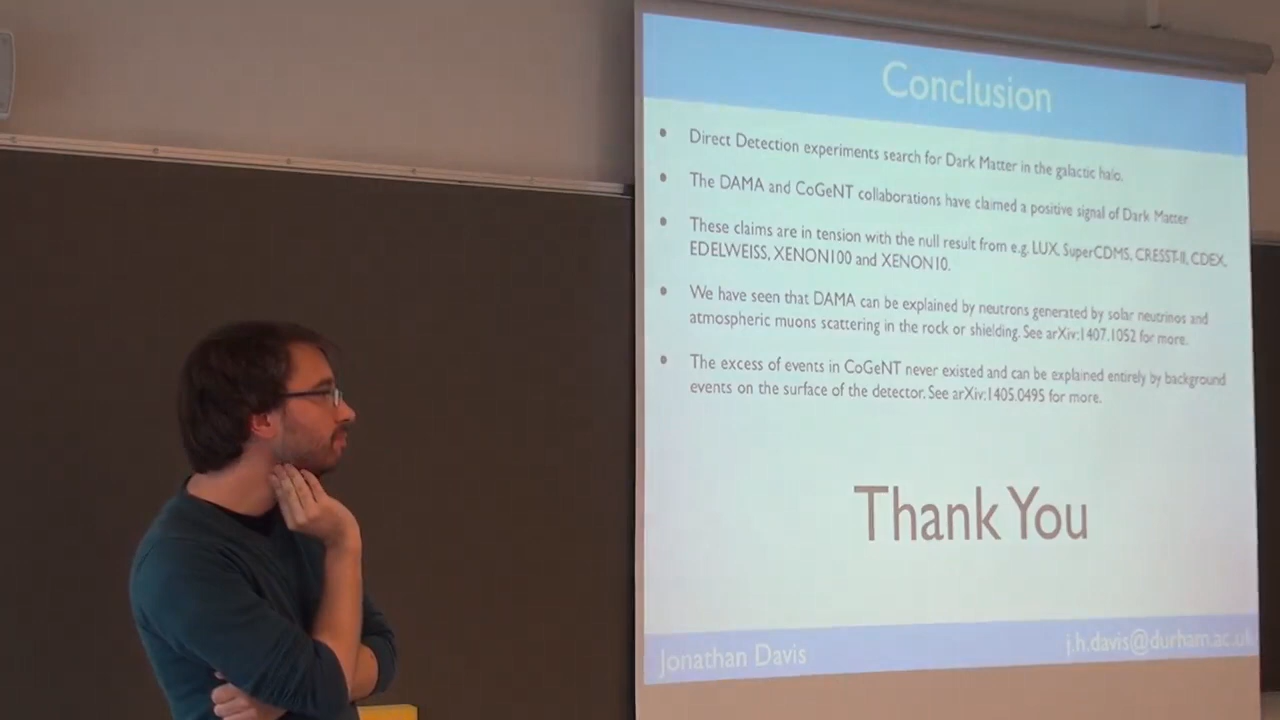 Conclusion
• Direct Detection experiments search for Dark Matter in the galactic halo.
• The DAMA and CoGeNT collaborations have claimed a positive signal of Dark Matter
• These claims are in tension with the null result from e.g. LUX, SuperCDMS, CRESST-II, CDEX,
EDELWEISS, XENON100 and XENON10.
• We have seen that DAMA can be explained by neutrons generated by solar neutrinos and
atmospheric muons scattering in the rock or shielding. See arXiv:1407.1052 for more.
• The excess of events in CoGeNT never existed and can be explained entirely by background
events on the surface of the detector. See arXiv:1405.0495 for more.
Thank You
Jonathan Davis
j.h.davis@durham.ac.uk